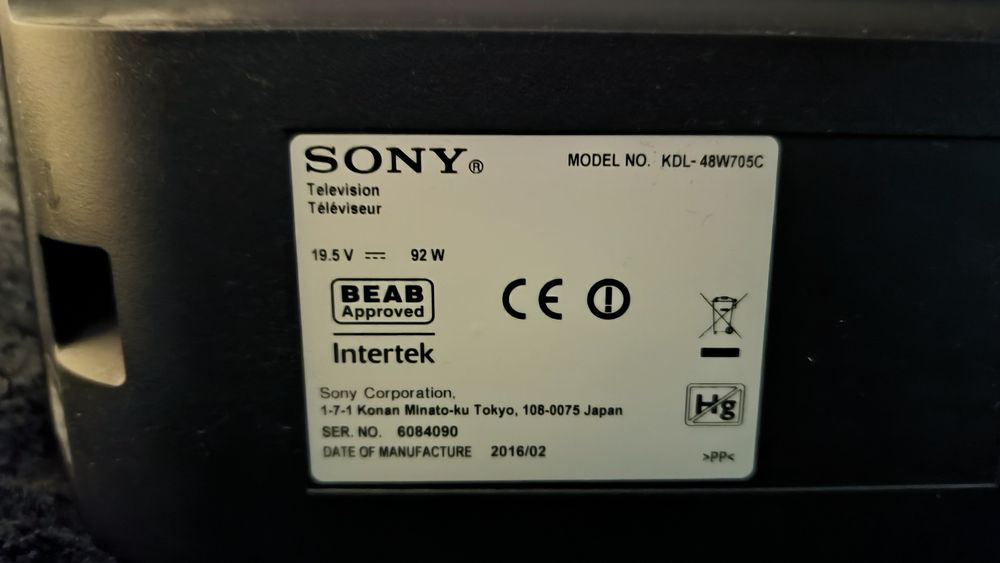 SONY®
MODEL NO. KDL-48W705C
Television
Téléviseur
19.5 V ⎓ 92 W
BEAB
Approved
Intertek
CE
Sony Corporation,
1-7-1 Konan Minato-ku Tokyo, 108-0075 Japan
SER. NO. 6084090
DATE OF MANUFACTURE 2016/02
Hg
>PP<